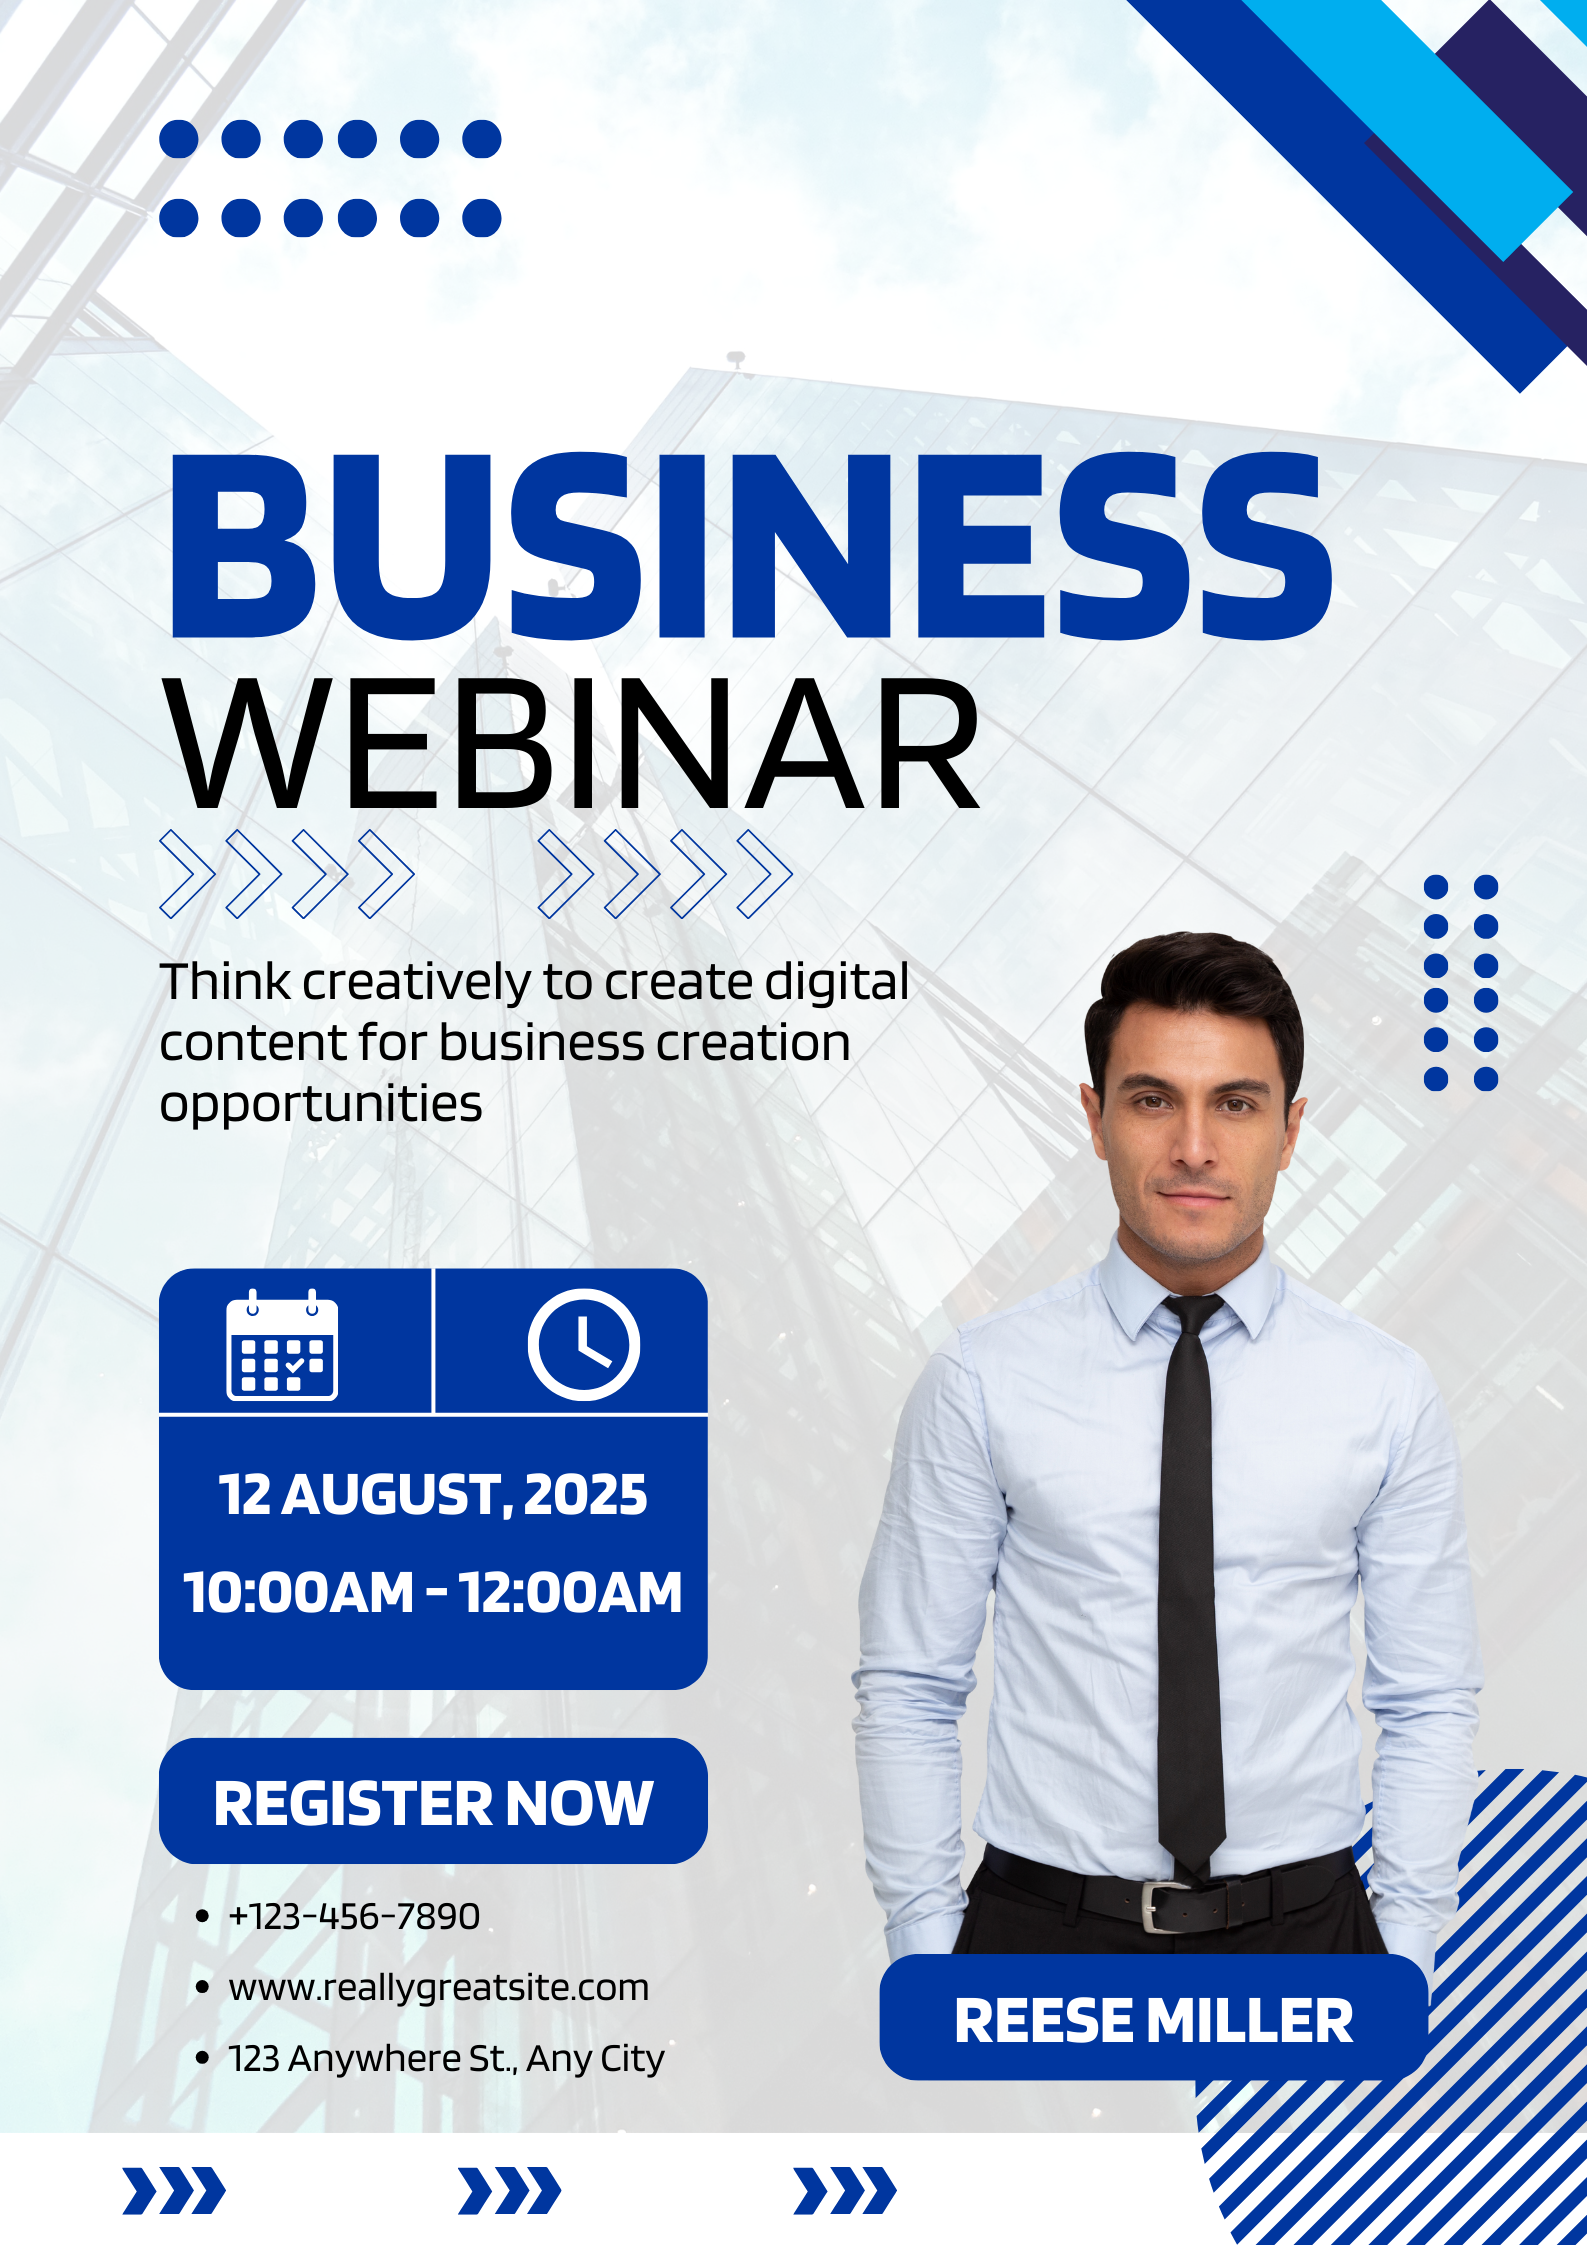 BUSINESS
WEBINAR
Think creatively to create digital
content for business creation
opportunities
12 AUGUST, 2025
10:00AM - 12:00AM
REGISTER NOW
• +123-456-7890
• www.reallygreatsite.com
• 123 Anywhere St., Any City
REESE MILLER